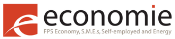 economie
FPS Economy, S.M.E.s, Self-employed and Energy